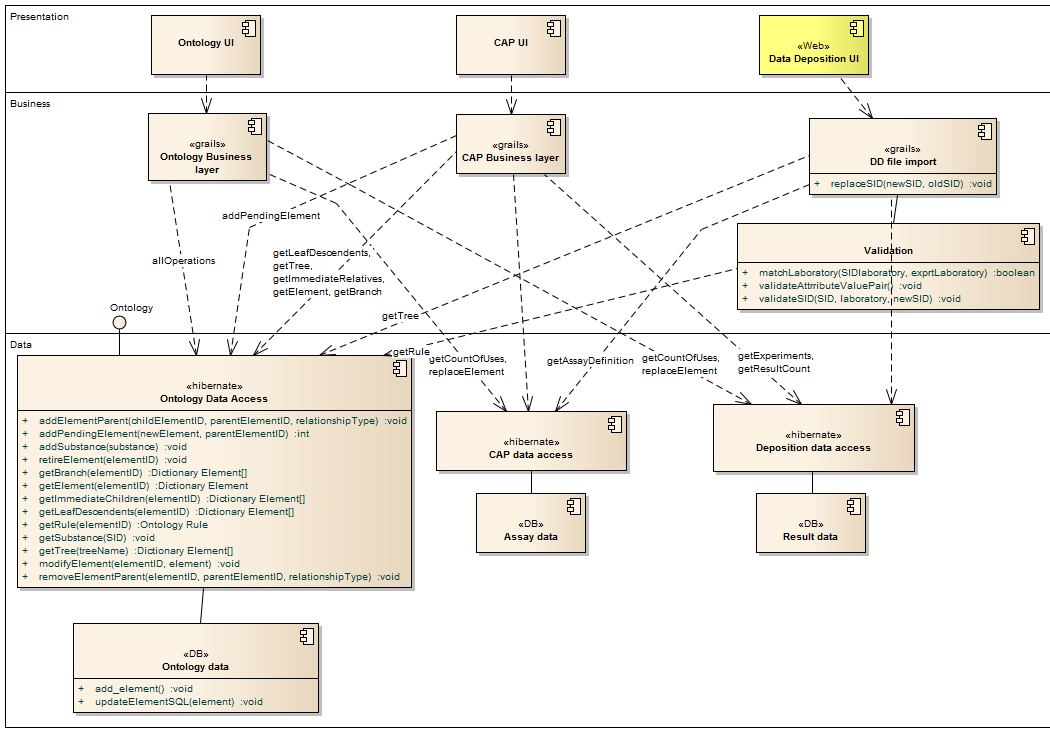 Presentation
Ontology UI
CAP UI
«Web»
Data Deposition UI
Business
«grails»
Ontology Business
layer
«grails»
CAP Business layer
«grails»
DD file import
+ replaceSID(newSID, oldSID) :void
Validation
+ matchLaboratory(SIDlaboratory, exprtLaboratory) :boolean
+ validateAttributeValuePair() :void
+ validateSID(SID, laboratory, newSID) :void
addPendingElement
allOperations
getLeafDescendents,
getTree,
getImmediateRelatives,
getElement, getBranch
Ontology
getTree
Data
getRule
getCountOfUses,
replaceElement
getAssayDefinition
getCountOfUses,
replaceElement
getExperiments,
getResultCount
«hibernate»
Ontology Data Access
+ addElementParent(childElementID, parentElementID, relationshipType) :void
+ addPendingElement(newElement, parentElementID) :int
+ addSubstance(substance) :void
+ retireElement(elementID) :void
+ getBranch(elementID) :Dictionary Element[]
+ getElement(elementID) :Dictionary Element
+ getImmediateChildren(elementID) :Dictionary Element[]
+ getLeafDescendents(elementID) :Dictionary Element[]
+ getRule(elementID) :Ontology Rule
+ getSubstance(SID) :void
+ getTree(treeName) :Dictionary Element[]
+ modifyElement(elementID, element) :void
+ removeElementParent(elementID, parentElementID, relationshipType) :void
«hibernate»
CAP data access
«hibernate»
Deposition data access
«DB»
Assay data
«DB»
Result data
«DB»
Ontology data
+ add_element() :void
+ updateElementSQL(element) :void